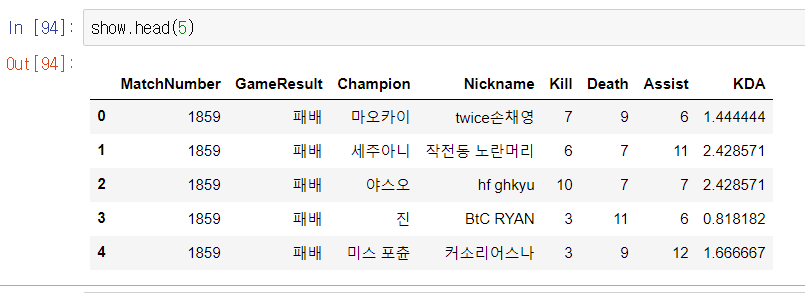 In [94]: show.head(5)
Out[94]:
MatchNumber GameResult Champion Nickname Kill Death Assist KDA
0 1859 패배 마오카이 twice손채영 7 9 6 1.444444
1 1859 패배 세주아니 작전동 노란머리 6 7 11 2.428571
2 1859 패배 야스오 hf ghkyu 10 7 7 2.428571
3 1859 패배 진 BtC RYAN 3 11 6 0.818182
4 1859 패배 미스 포츈 커소리어스나 3 9 12 1.666667